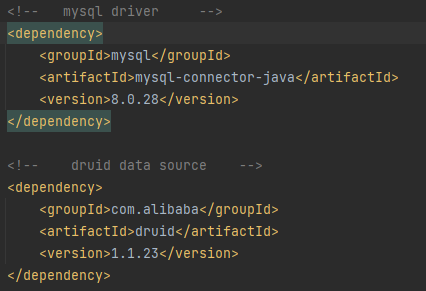 <!--   mysql driver     -->
<dependency>
    <groupId>mysql</groupId>
    <artifactId>mysql-connector-java</artifactId>
    <version>8.0.28</version>
</dependency>

<!--    druid data source    -->
<dependency>
    <groupId>com.alibaba</groupId>
    <artifactId>druid</artifactId>
    <version>1.1.23</version>
</dependency>